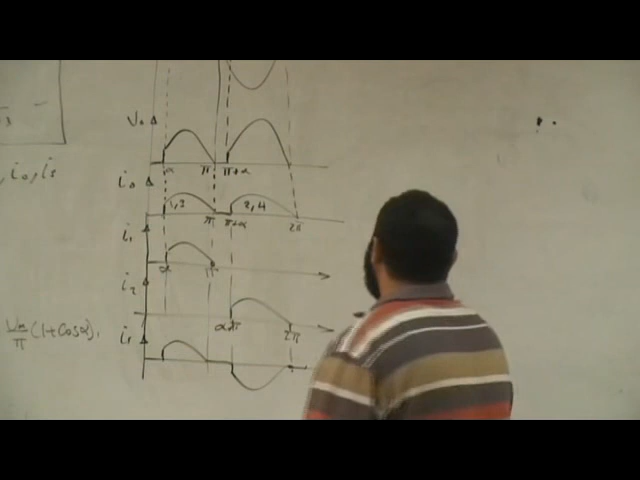 Vo
α π π+α
, io, is
io
1,2 π π+α 3,4 2π
i1
α π
i2
α+π 2π
Vm/π (1+Cosα),
is